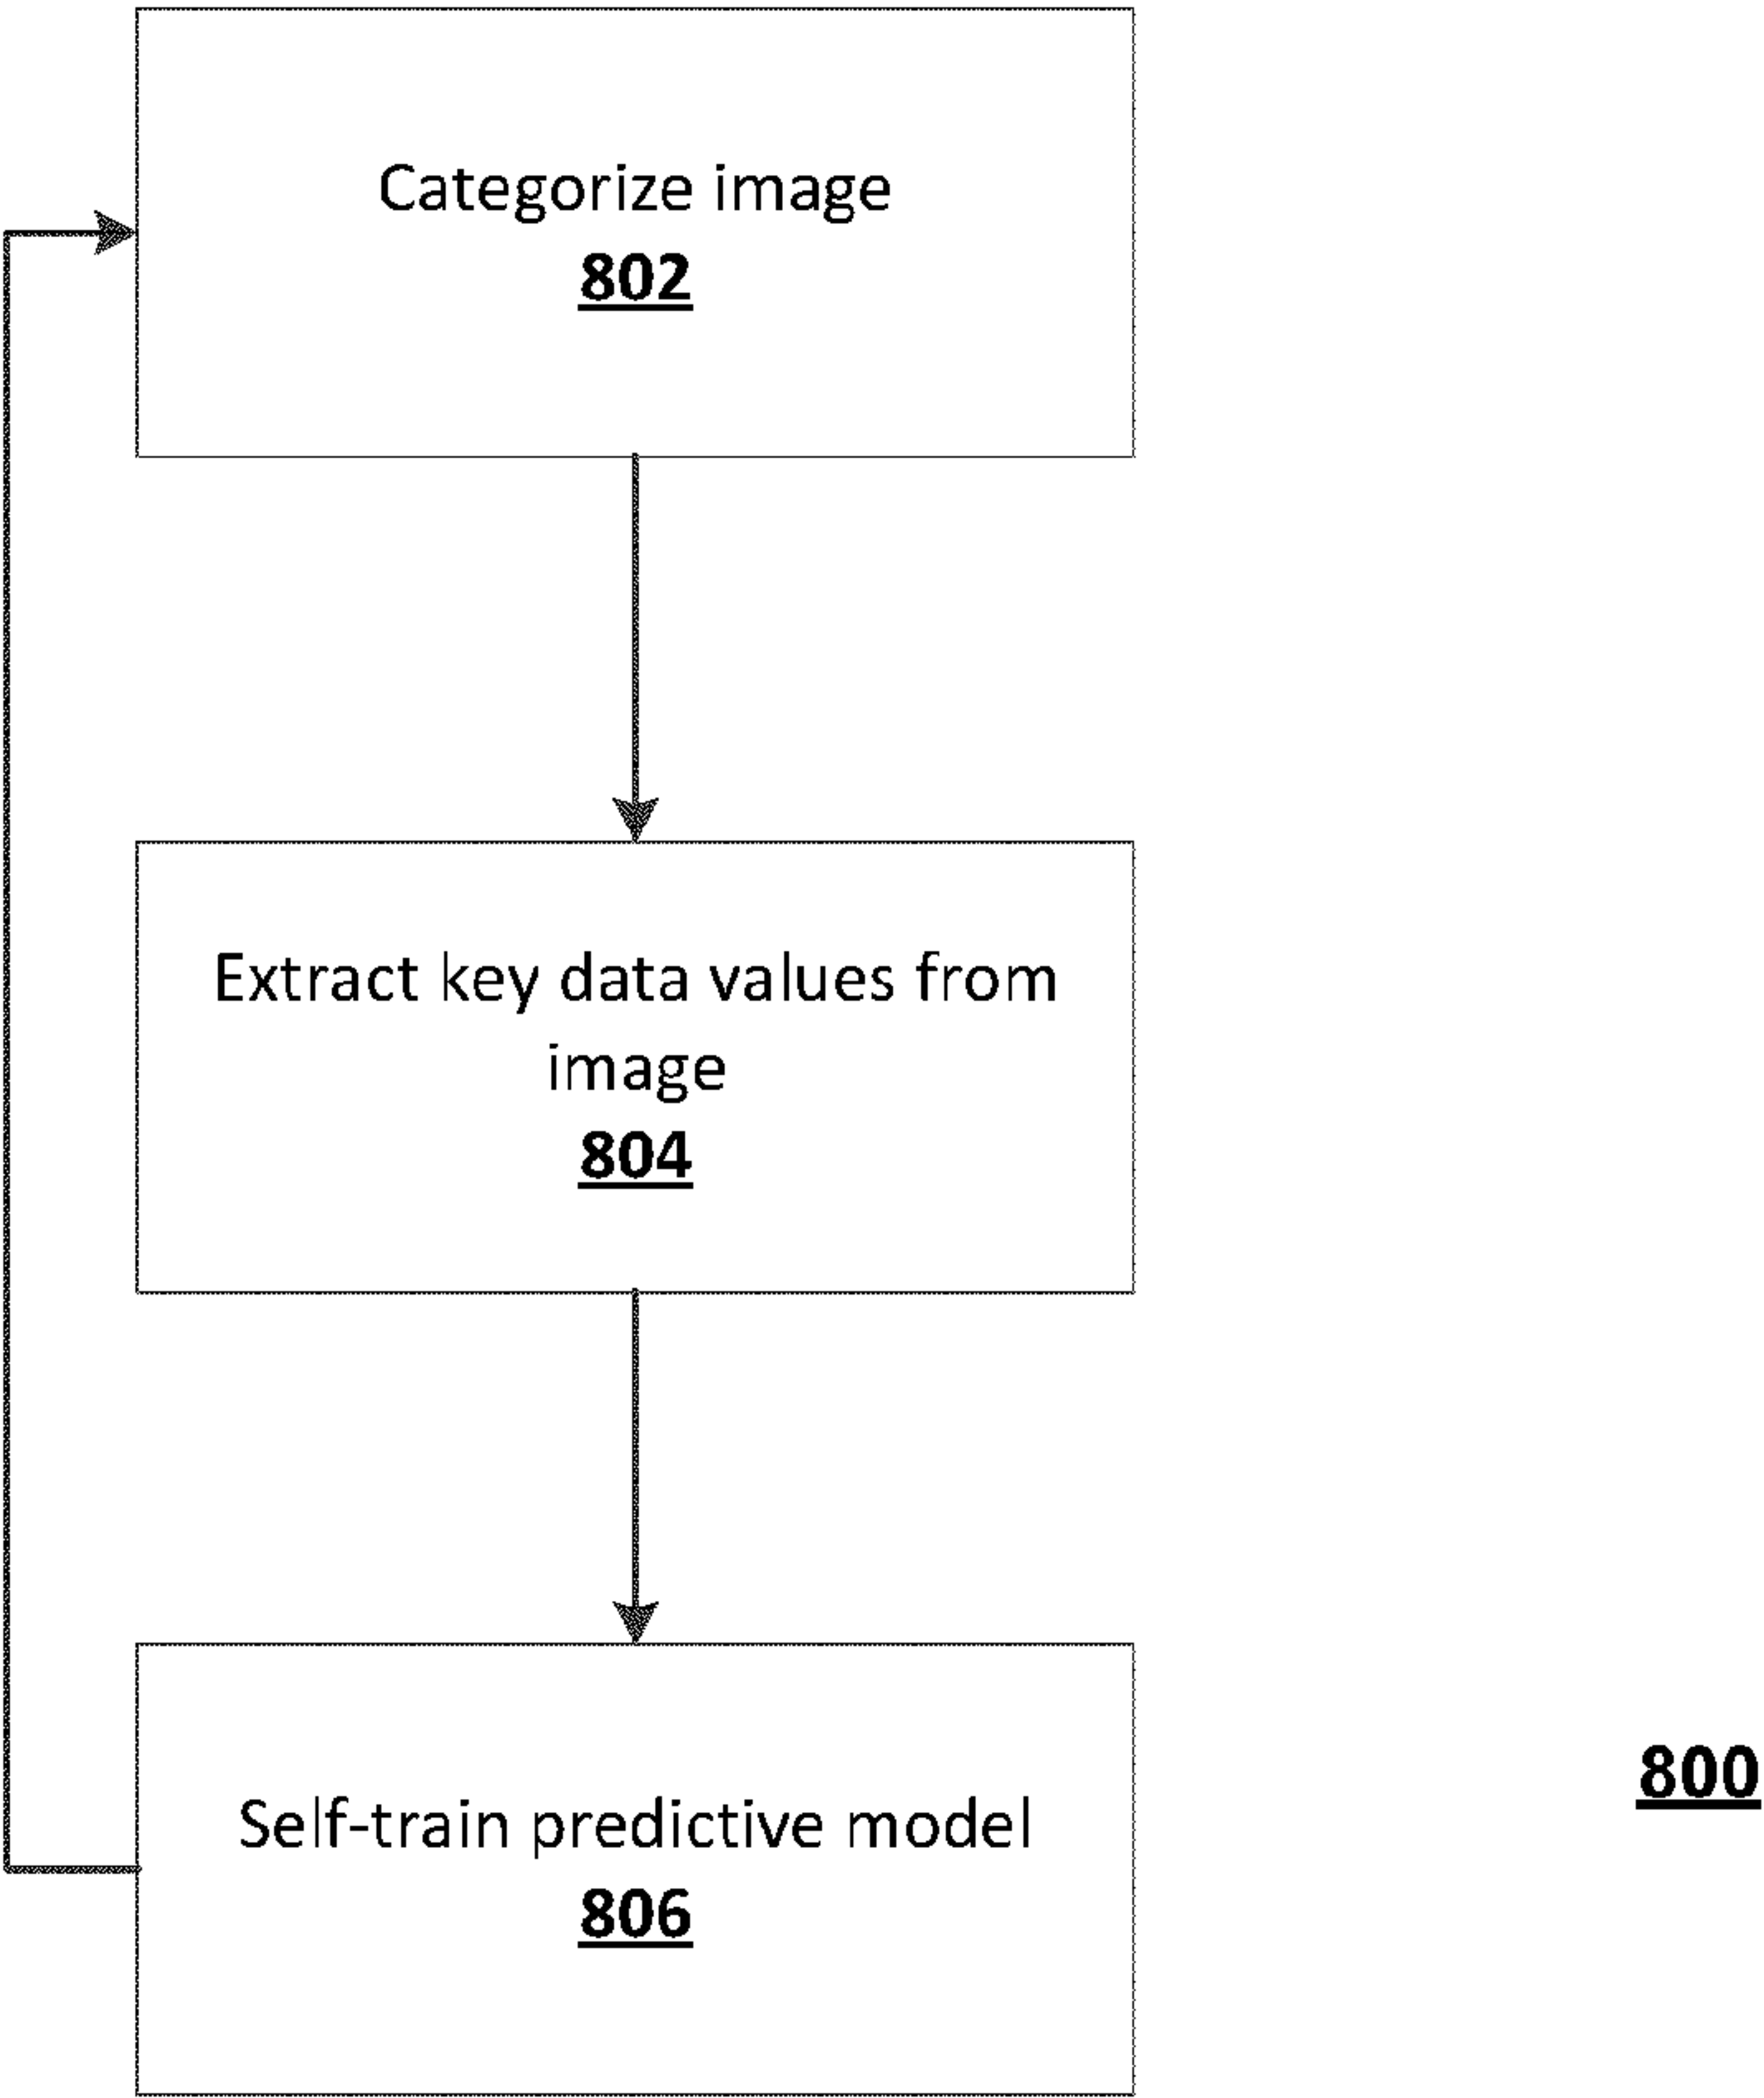 Categorize image
802
Extract key data values from
image
804
Self-train predictive model
806
800